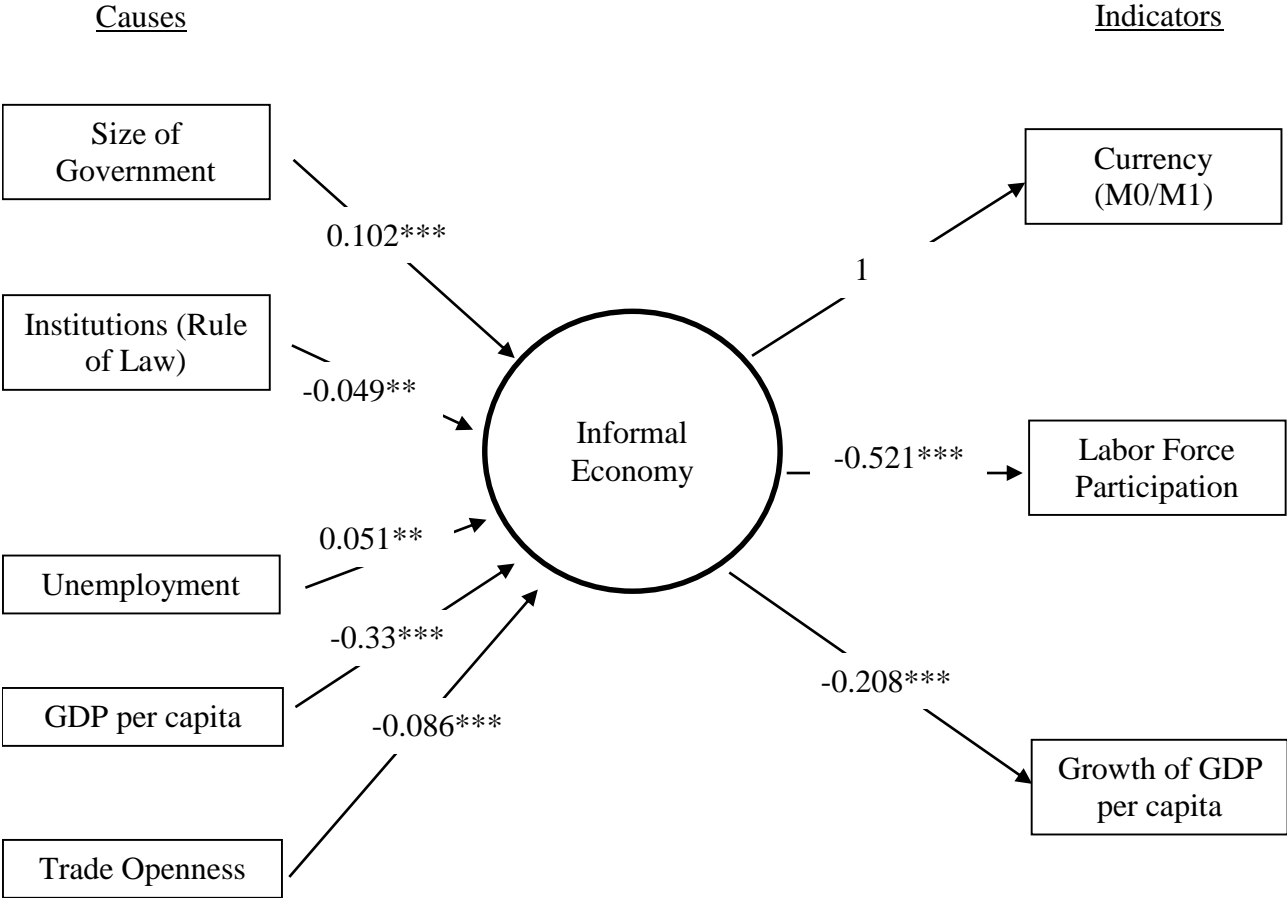 Causes
Indicators
Size of
Government
0.102***
Institutions (Rule
of Law)
-0.049**
Unemployment
0.051**
GDP per capita
-0.33***
Trade Openness
-0.086***
Informal
Economy
1
Currency
(M0/M1)
-0.521***
Labor Force
Participation
-0.208***
Growth of GDP
per capita